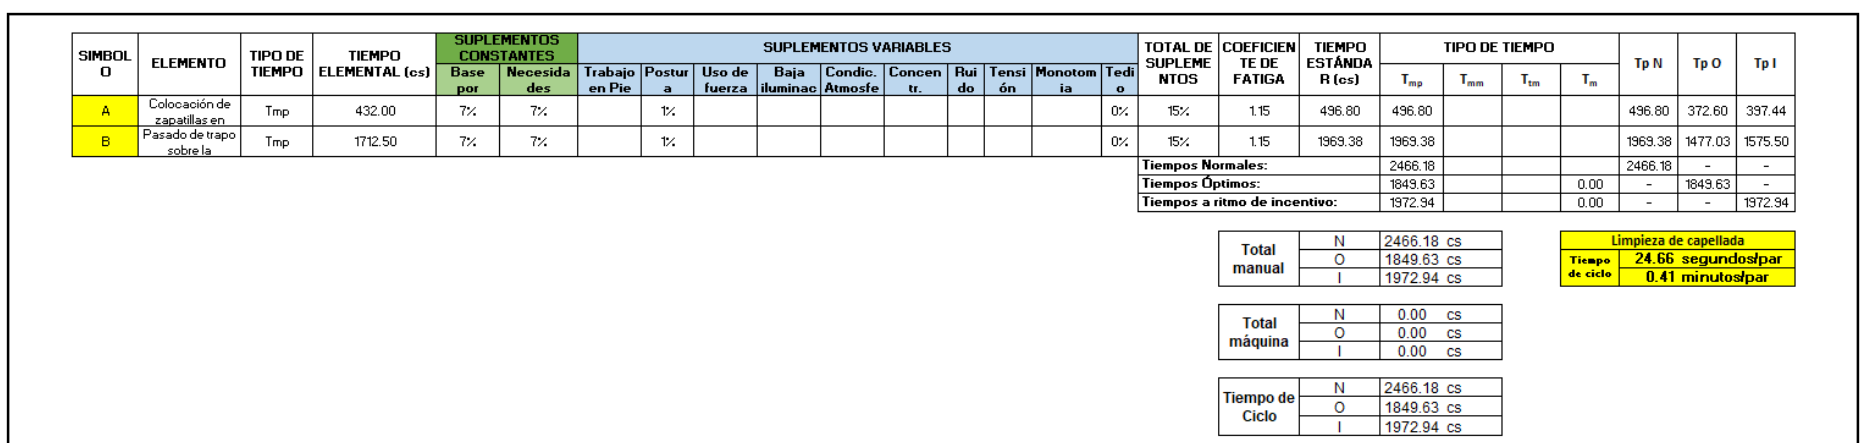 SUPLEMENTOS CONSTANTES SUPLEMENTOS VARIABLES TIPO DE TIEMPO
SIMBOLO ELEMENTO TIPO DE TIEMPO TIEMPO ELEMENTAL (cs) Base por Necesidades Trabajo en Pie Postura Uso de fuerza Baja iluminac Condic. Atmosfe Concentr. Ruido Tensión Monotomia Tedio TOTAL DE SUPLEMENTOS COEFICIENTE DE FATIGA TIEMPO ESTÁNDAR (cs) Tmp Tmm Ttm Tm Tp N Tp O Tp I
A Colocación de zapatillas en Tmp 432.00 7% 7% 1% 0% 15% 1.15 496.80 496.80 496.80 372.60 397.44
B Pasado de trapo sobre la Tmp 1712.50 7% 7% 1% 0% 15% 1.15 1969.38 1969.38 1969.38 1477.03 1575.50
Tiempos Normales: 2466.18 2466.18 - -
Tiempos Óptimos: 1849.63 0.00 - 1849.63 -
Tiempos a ritmo de incentivo: 1972.94 0.00 - - 1972.94
Total manual
N 2466.18 cs
O 1849.63 cs
I 1972.94 cs
Limpieza de capellada
Tiempo de ciclo
24.66 segundos/par
0.41 minutos/par
Total máquina
N 0.00 cs
O 0.00 cs
I 0.00 cs
Tiempo de Ciclo
N 2466.18 cs
O 1849.63 cs
I 1972.94 cs